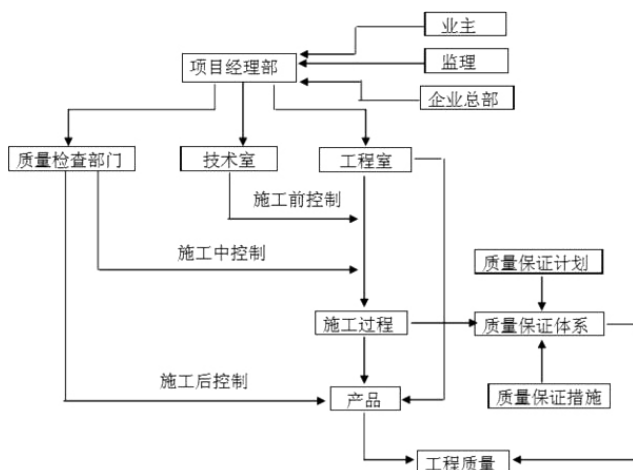 业主
项目经理部
监理
企业总部
质量检查部门
技术室
工程室
施工前控制
施工中控制
质量保证计划
施工过程
质量保证体系
施工后控制
产品
质量保证措施
工程质量